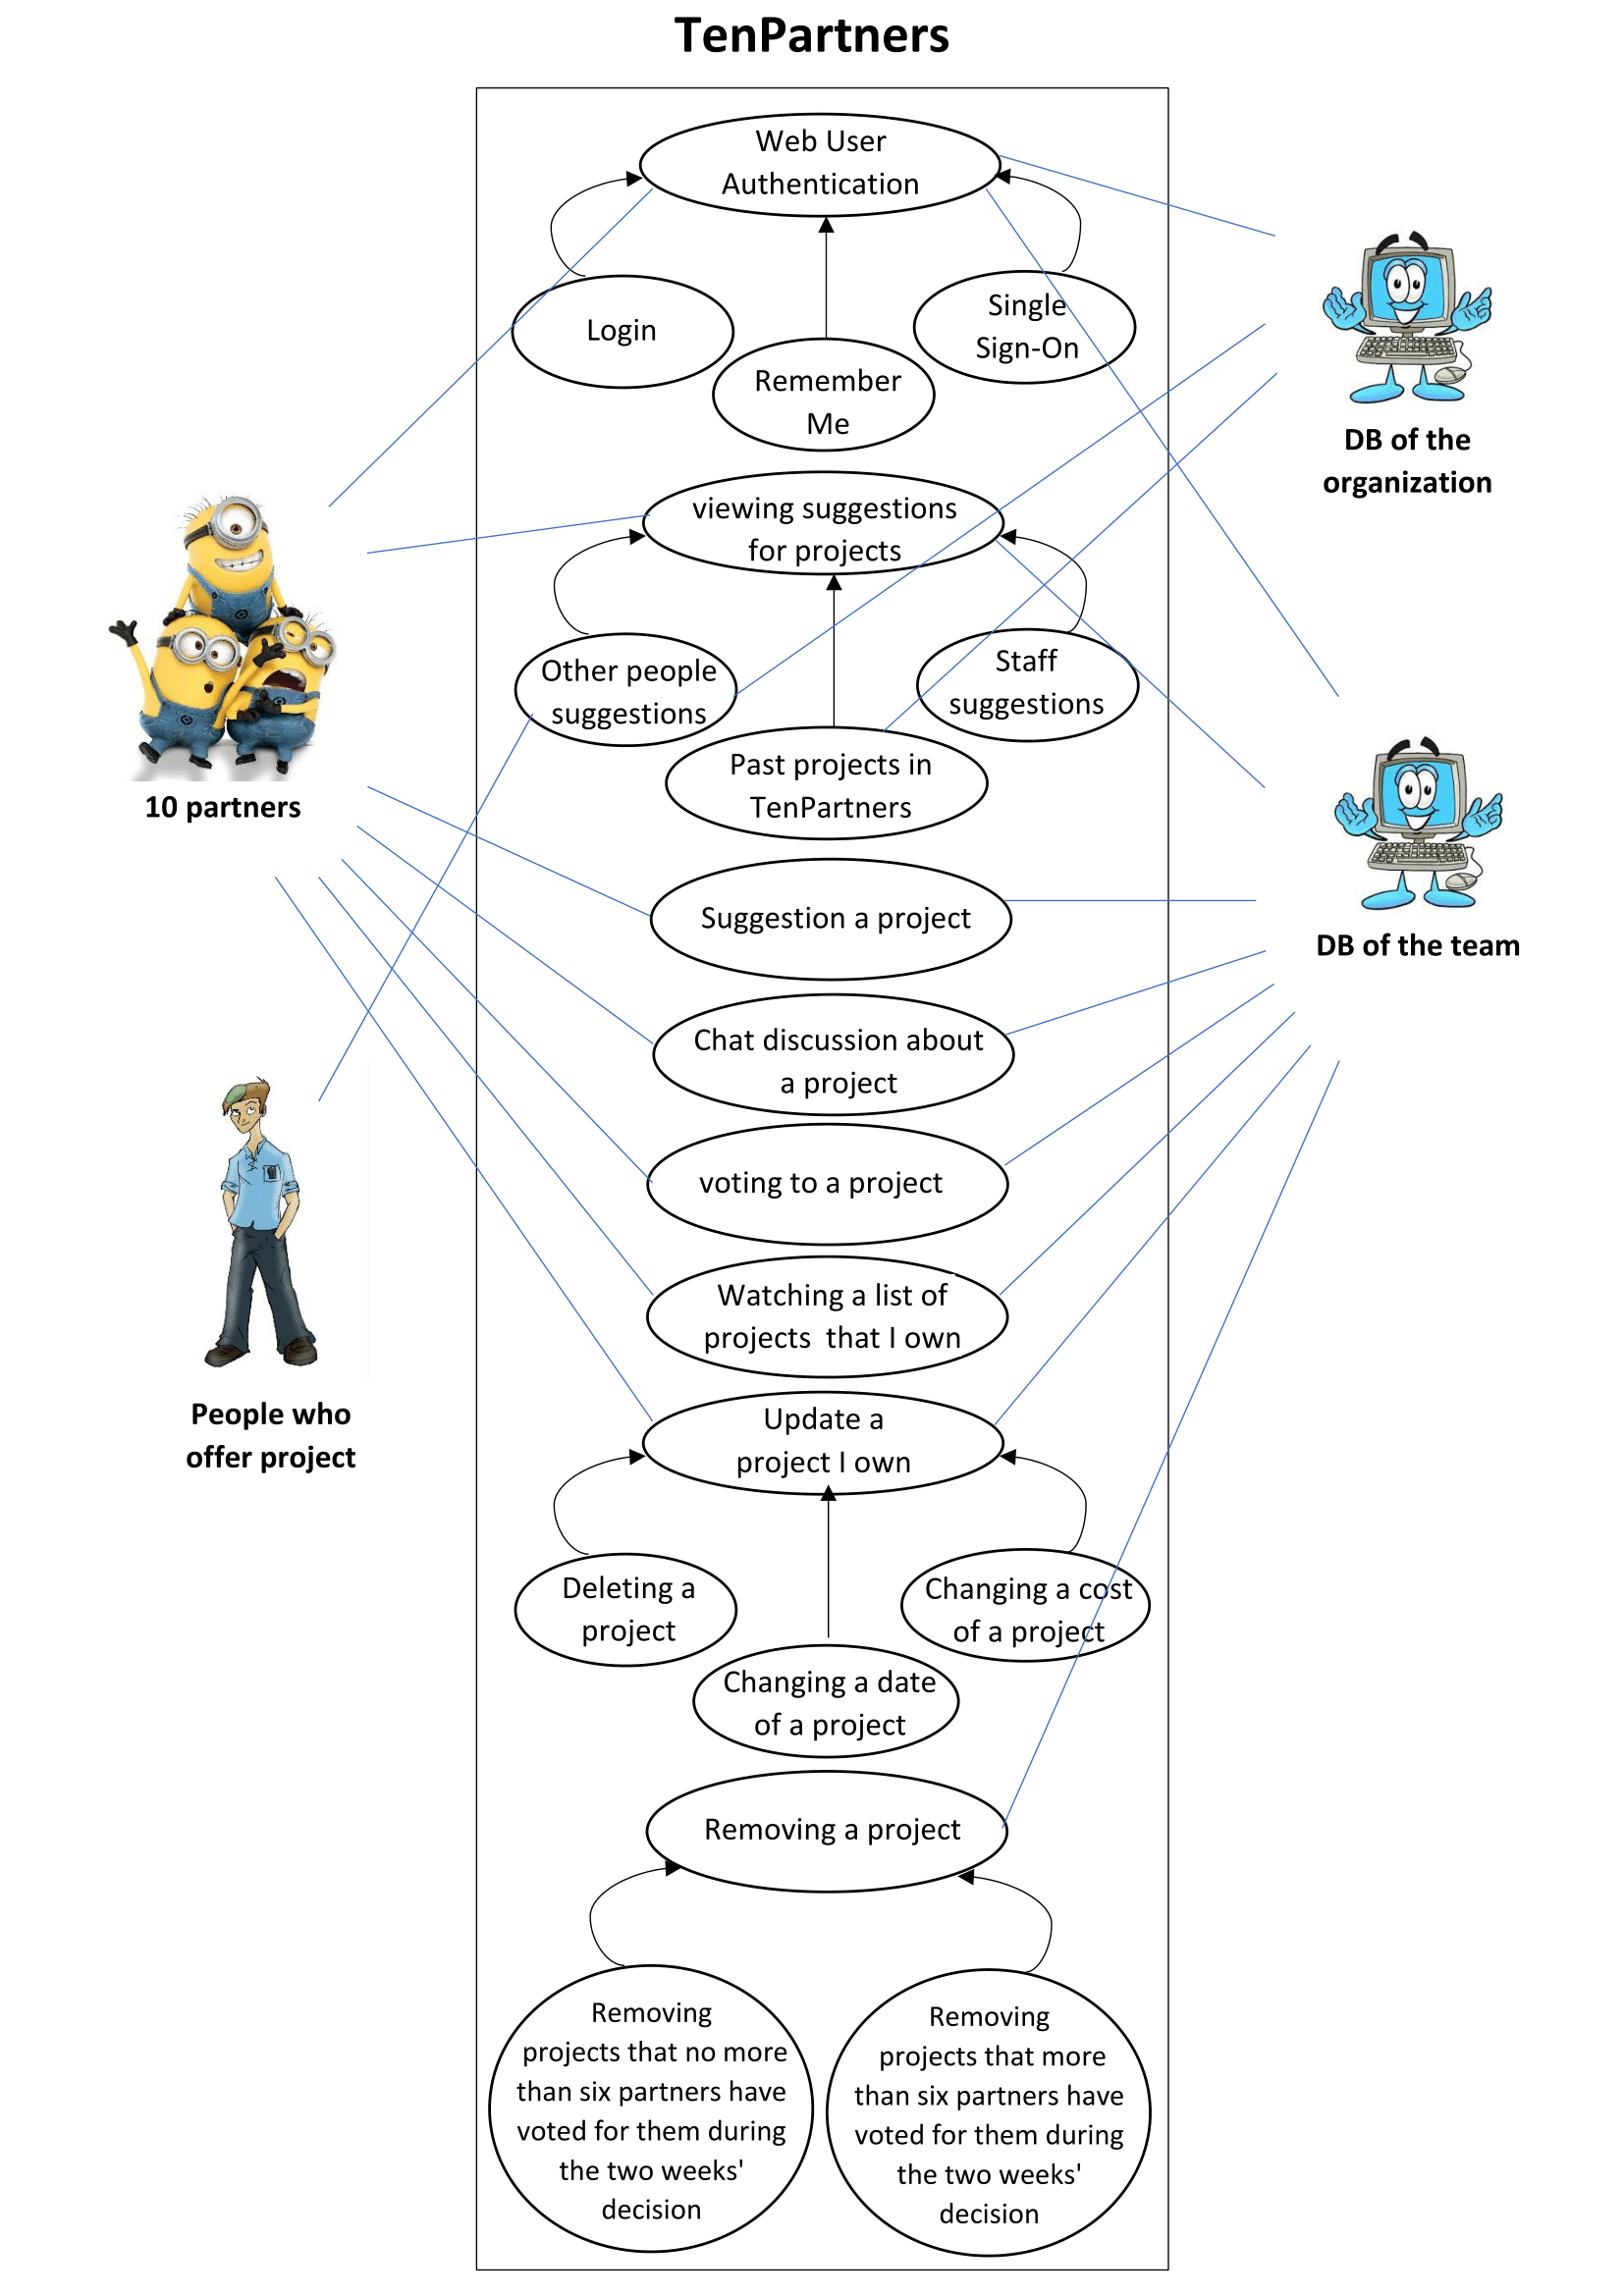 TenPartners
Web User
Authentication
Login
Single
Sign-On
Remember
Me
DB of the
organization
viewing suggestions
for projects
Other people
suggestions
Staff
suggestions
Past projects in
TenPartners
10 partners
Suggestion a project
DB of the team
Chat discussion about
a project
voting to a project
Watching a list of
projects  that I own
People who
offer project
Update a
project I own
Deleting a
project
Changing a cost
of a project
Changing a date
of a project
Removing a project
Removing
projects that no more
than six partners have
voted for them during
the two weeks'
decision
Removing
projects that more
than six partners have
voted for them during
the two weeks'
decision